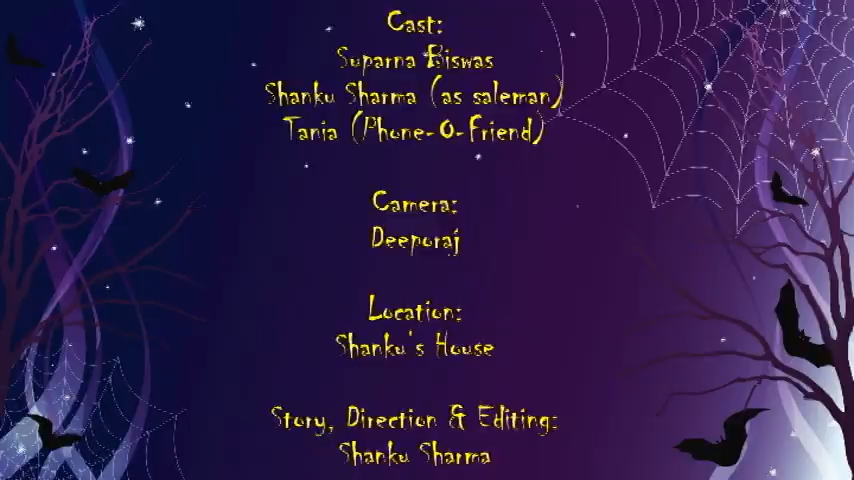 Cast:
Suparna Biswas
Shanku Sharma (as saleman)
Tania (Phone-O-Friend)
Camera:
Deeporaj
Location:
Shanku's House
Story, Direction & Editing:
Shanku Sharma